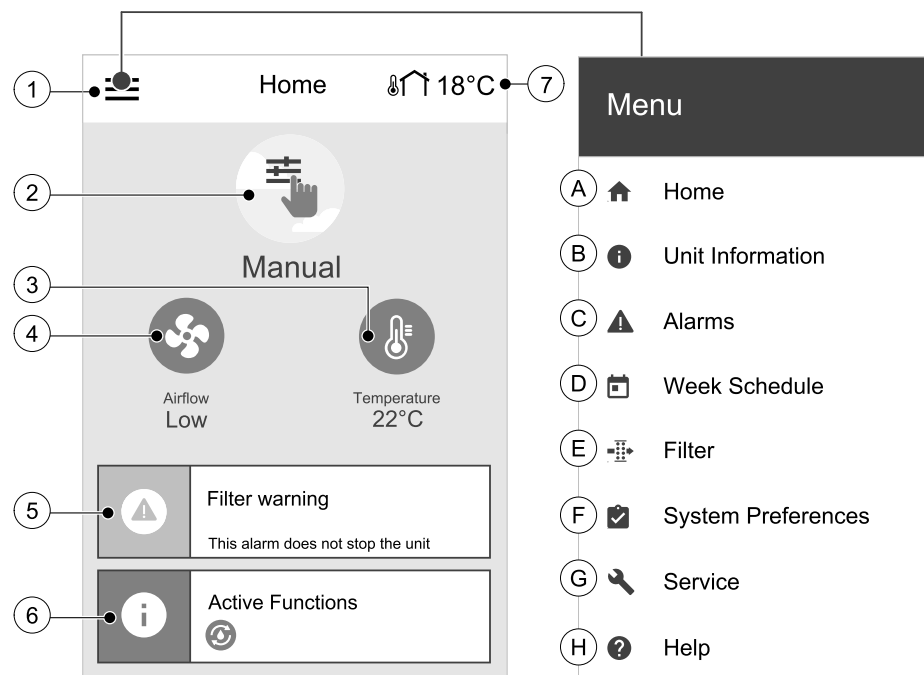 1
Home
18°C
7
Menu
2
Manual
3
4
Airflow
Low
Temperature
22°C
5
Filter warning
This alarm does not stop the unit
6
Active Functions
A
Home
B
Unit Information
C
Alarms
D
Week Schedule
E
Filter
F
System Preferences
G
Service
H
Help